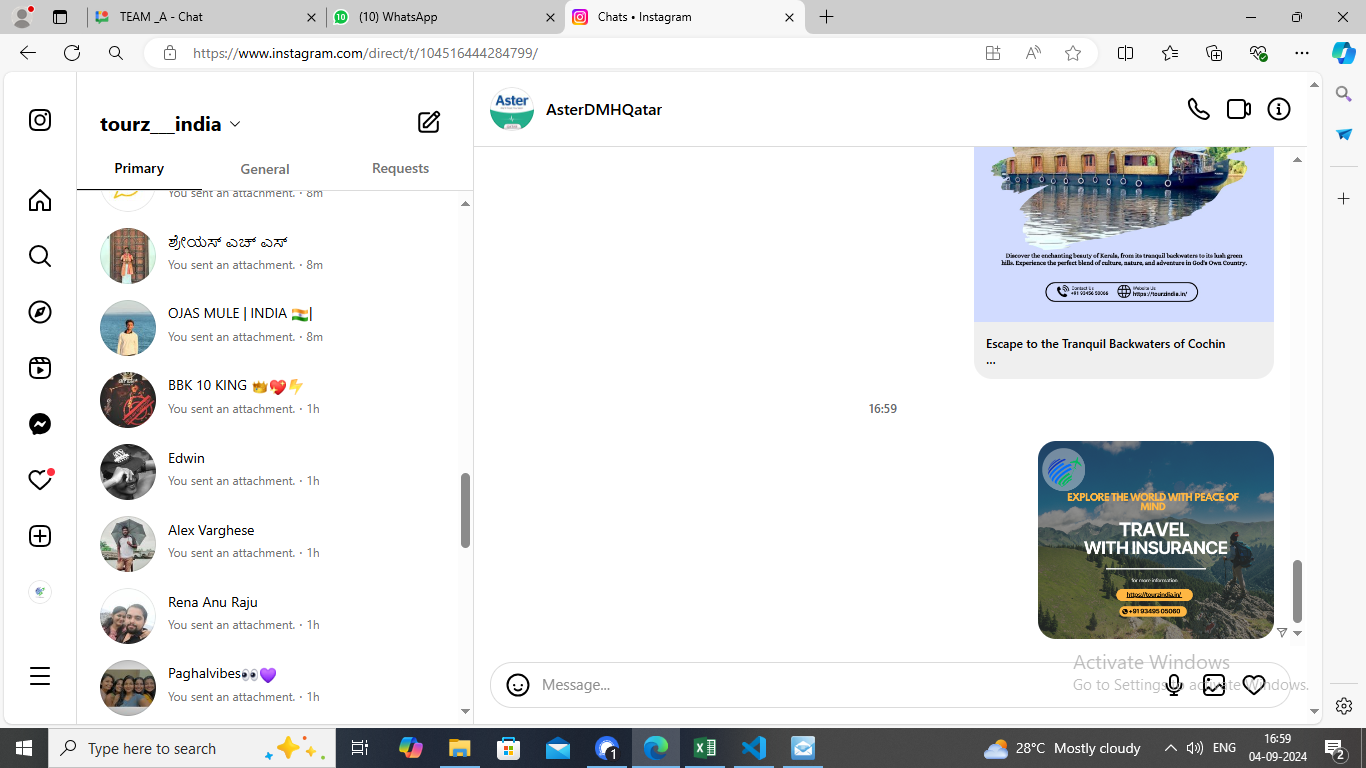 TEAM _A - Chat
(10) WhatsApp
Chats • Instagram
https://www.instagram.com/direct/t/104516444284799/
tourz___india
Primary
General
Requests
You sent an attachment. · 8m
ಶ್ರೇಯಸ್ ಎಚ್ ಎಸ್
You sent an attachment. · 8m
OJAS MULE | INDIA 🇮🇳|
You sent an attachment. · 8m
BBK 10 KING 👑💖⚡
You sent an attachment. · 1h
Edwin
You sent an attachment. · 1h
Alex Varghese
You sent an attachment. · 1h
Rena Anu Raju
You sent an attachment. · 1h
Paghalvibes👀💜
You sent an attachment. · 1h
Aster
AsterDMHQatar
Discover the enchanting beauty of Kerala, from its tranquil backwaters to its lush green
hills. Experience the perfect blend of culture, nature, and adventure in God's Own Country.
Contact Us
Website Us
https://tourzindia.in/
Escape to the Tranquil Backwaters of Cochin
...
16:59
EXPLORE THE WORLD WITH PEACE OF
MIND
TRAVEL
WITH INSURANCE
for more information
https://tourzindia.in/
+91 93495 05060
Message...
Activate Windows
Go to Settings to activate Windows.
Type here to search
28°C Mostly cloudy
ENG
16:59
04-09-2024
2